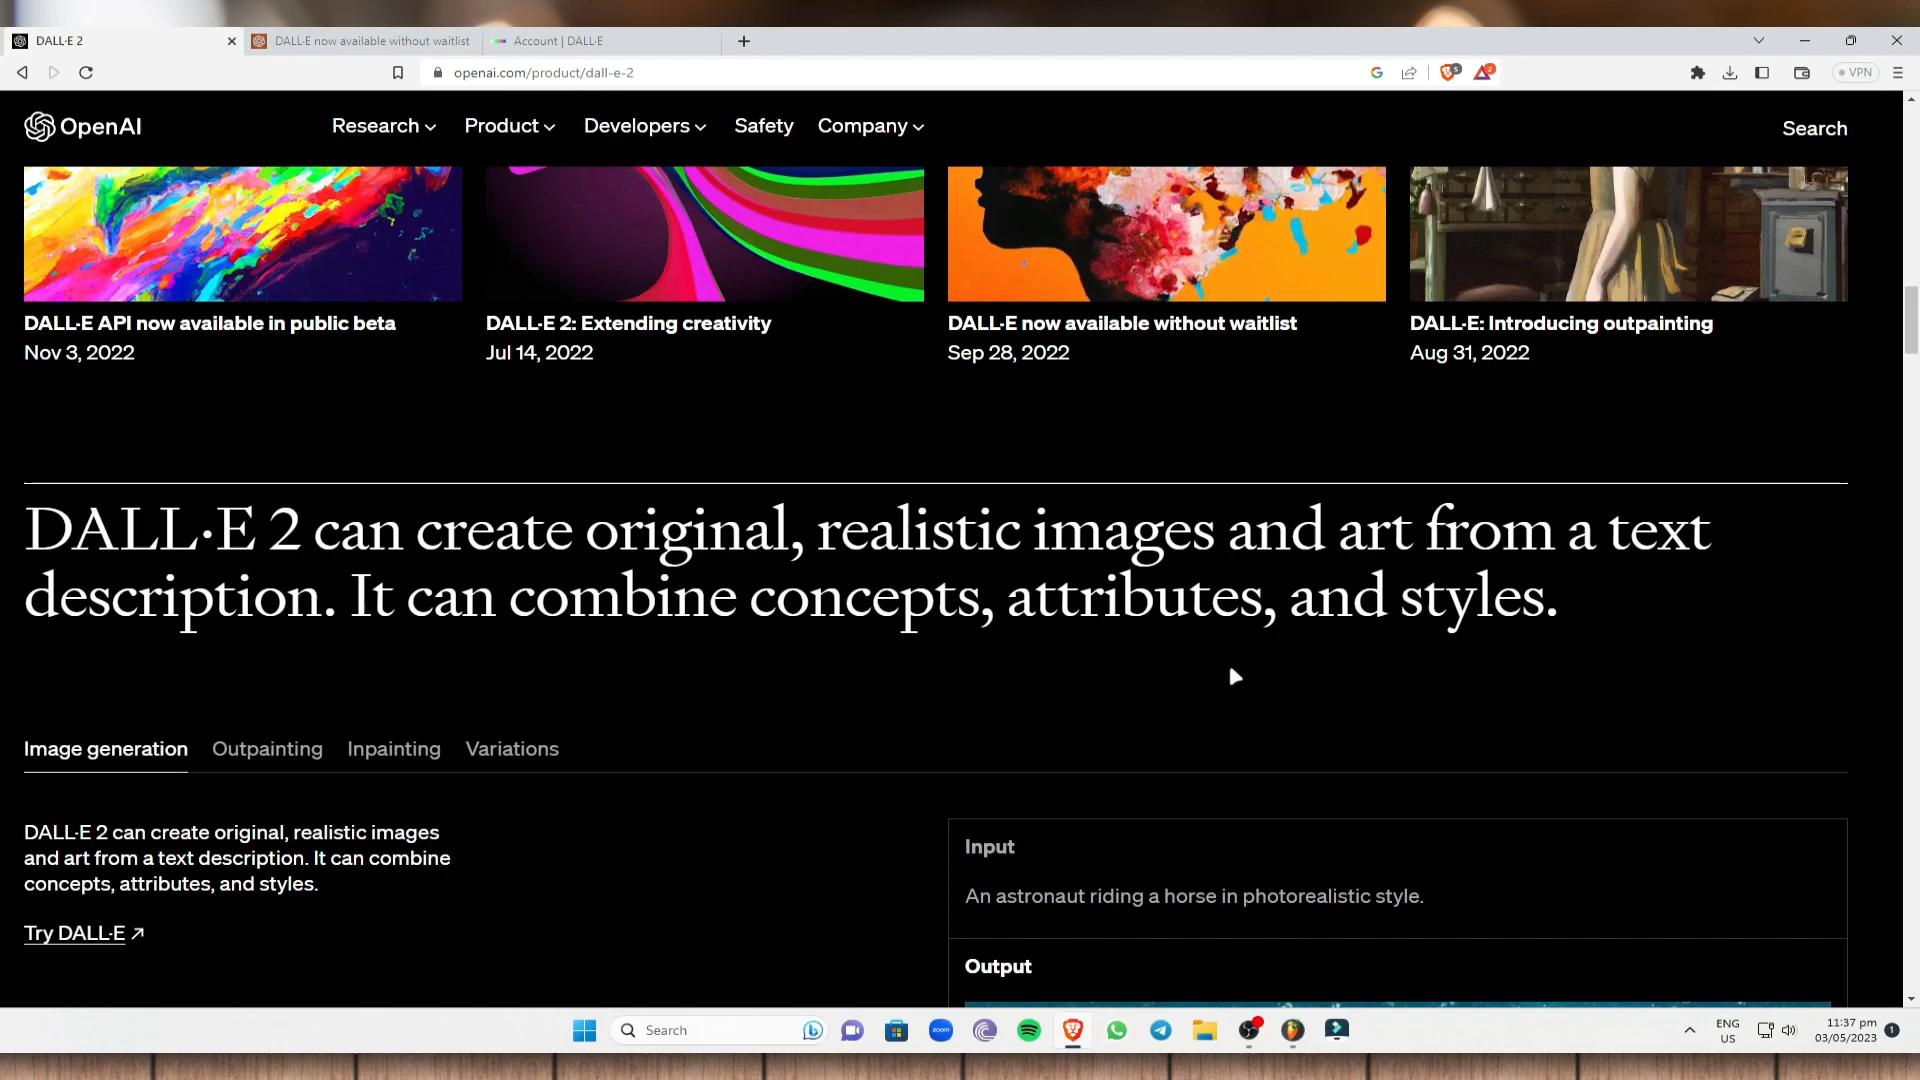 DALL·E 2
DALL·E now available without waitlist
Account | DALL·E
openai.com/product/dall-e-2
5
2
VPN
OpenAI
Research
Product
Developers
Safety
Company
Search
DALL·E API now available in public beta
Nov 3, 2022
DALL·E 2: Extending creativity
Jul 14, 2022
DALL·E now available without waitlist
Sep 28, 2022
DALL·E: Introducing outpainting
Aug 31, 2022
DALL·E 2 can create original, realistic images and art from a text
description. It can combine concepts, attributes, and styles.
Image generation
Outpainting
Inpainting
Variations
DALL·E 2 can create original, realistic images
and art from a text description. It can combine
concepts, attributes, and styles.
Try DALL·E
Input
An astronaut riding a horse in photorealistic style.
Output
Search
zoom
ENG
US
11:37 pm
03/05/2023
1